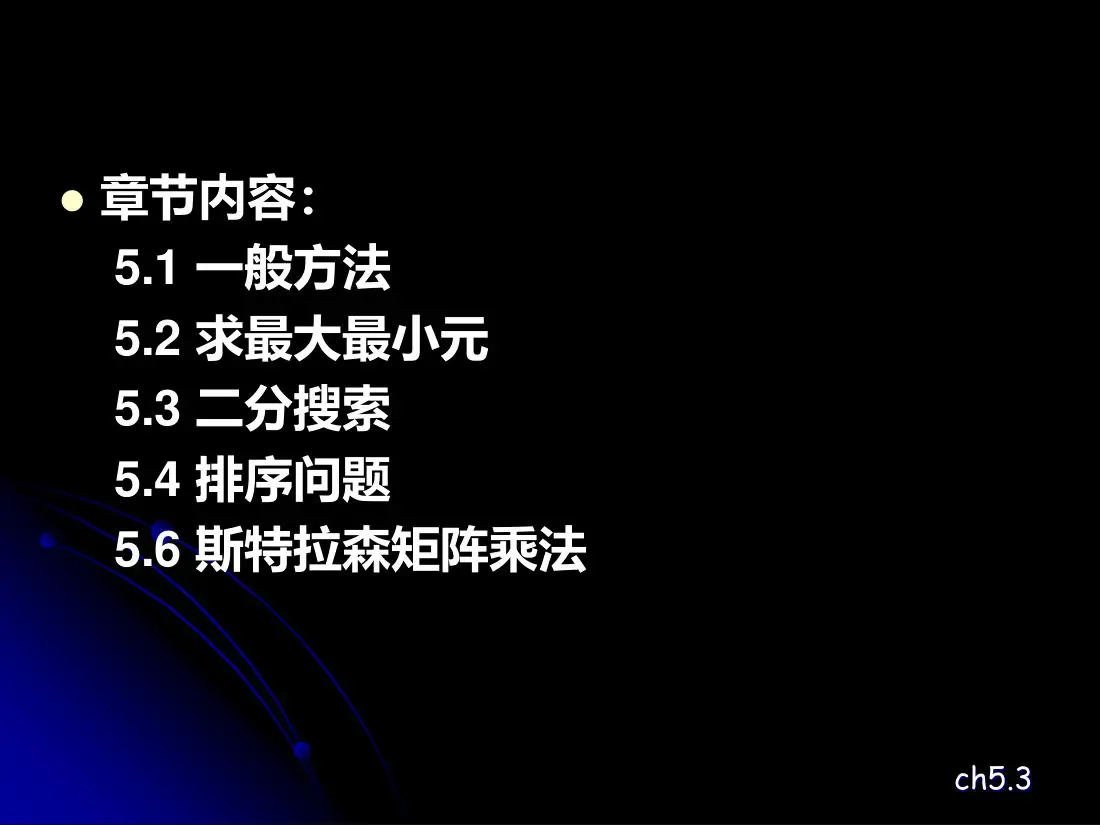 章节内容：
5.1 一般方法
5.2 求最大最小元
5.3 二分搜索
5.4 排序问题
5.6 斯特拉森矩阵乘法
ch5.3